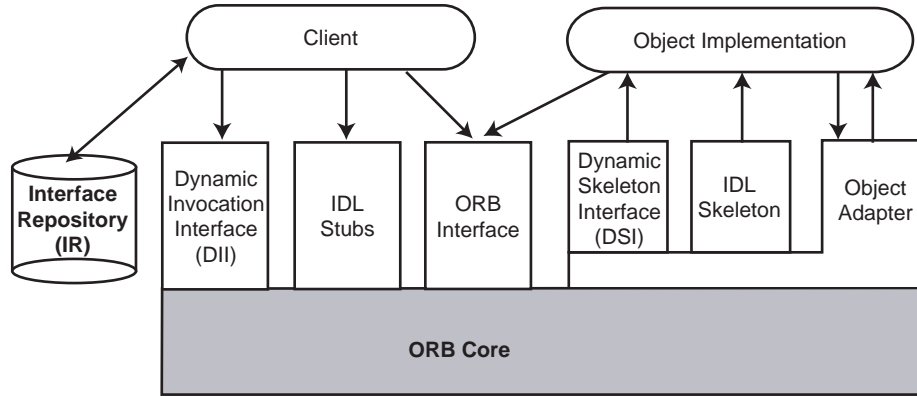 Client
Object Implementation
Interface
Repository
(IR)
Dynamic
Invocation
Interface
(DII)
IDL
Stubs
ORB
Interface
Dynamic
Skeleton
Interface
(DSI)
IDL
Skeleton
Object
Adapter
ORB Core